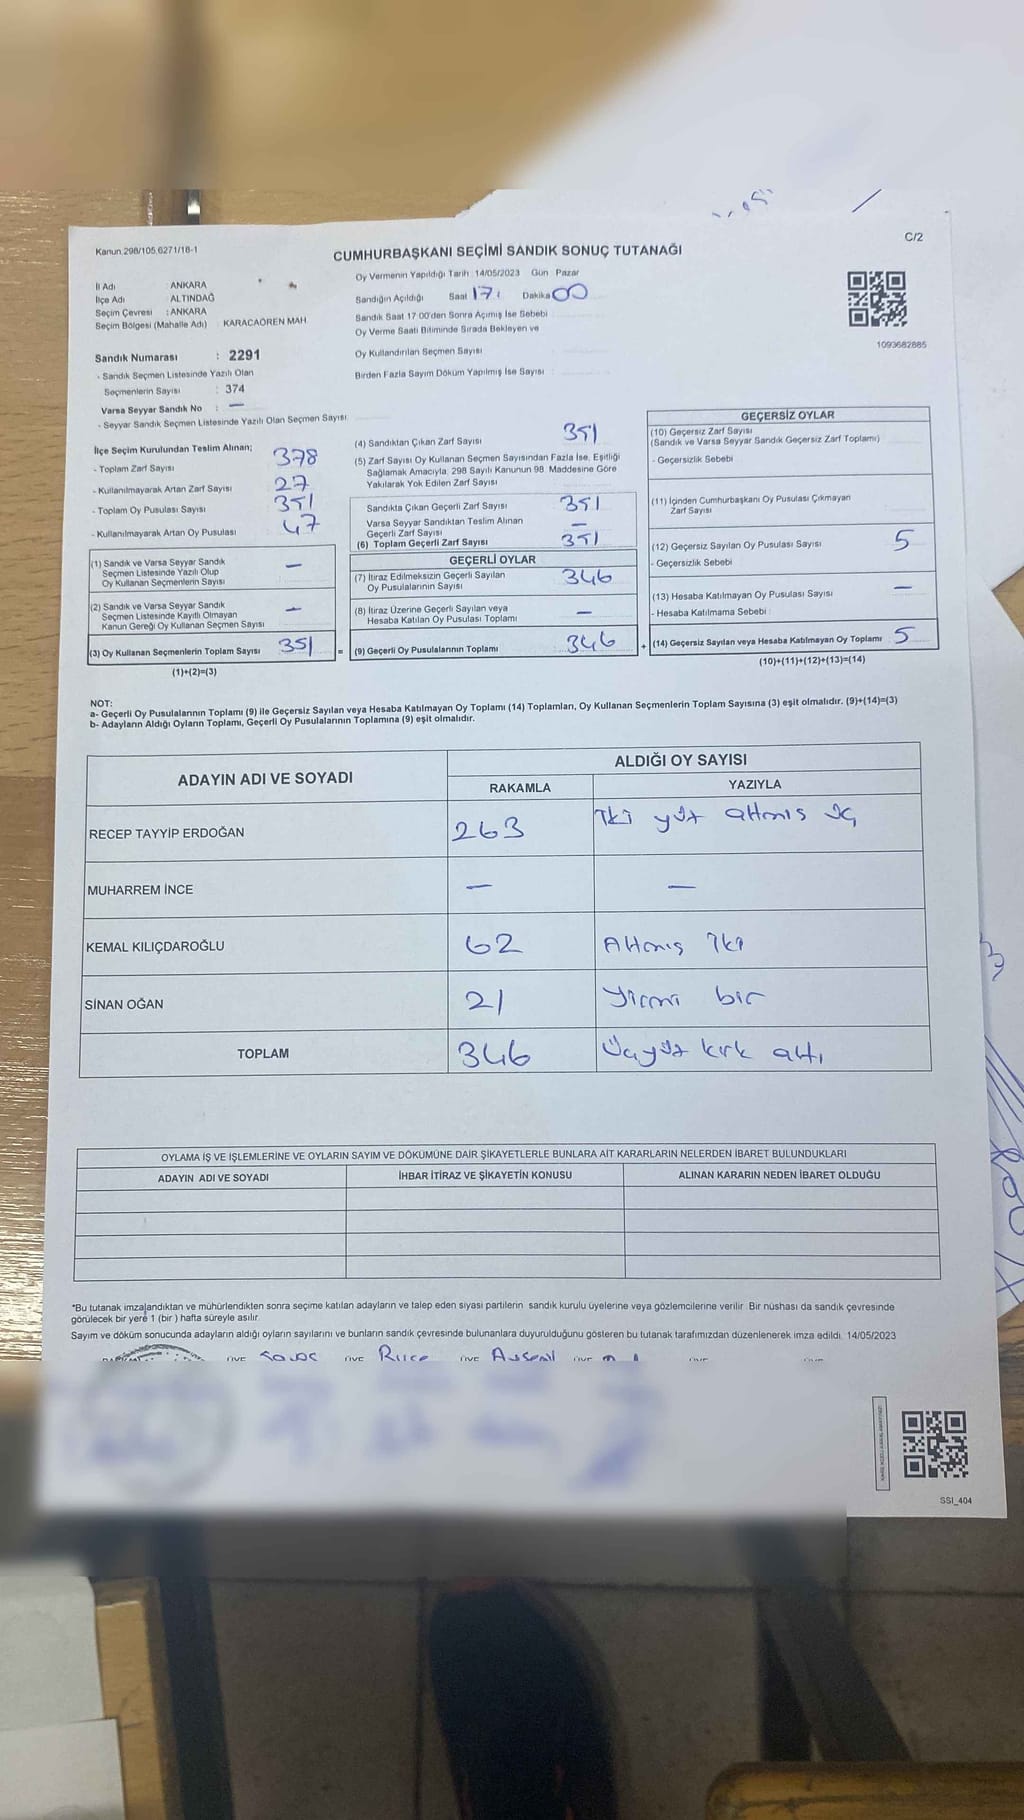 Kanun.298/105,6271/16-1
C/2
CUMHURBAŞKANI SEÇİMİ SANDIK SONUÇ TUTANAĞI
Oy Vermenin Yapıldığı Tarih 14/05/2023 Gün Pazar
İl Adı ANKARA
İlçe Adı ALTINDAĞ
Seçim Çevresi : ANKARA
Seçim Bölgesi (Mahalle Adı) KARACAÖREN MAH.
Sandık Numarası : 2291
- Sandık Seçmen Listesinde Yazılı Olan
Seçmenlerin Sayısı : 374
Varsa Seyyar Sandık No : —
- Seyyar Sandık Seçmen Listesinde Yazılı Olan Seçmen Sayısı
Sandığın Açıldığı Saat 17: Dakika 00
Sandık Saat 17.00'den Sonra Açımış İse Sebebi
Oy Verme Saati Bitiminde Sırada Bekleyen ve
Oy Kullandırılan Seçmen Sayısı
Birden Fazla Sayım Döküm Yapılmış İse Sayısı :
1093682885
İlçe Seçim Kurulundan Teslim Alınan;
- Toplam Zarf Sayısı 378
- Kullanılmayarak Artan Zarf Sayısı 27
- Toplam Oy Pusulası Sayısı 351
- Kullanılmayarak Artan Oy Pusulası 47
(1) Sandık ve Varsa Seyyar Sandık
Seçmen Listesinde Yazılı Olup
Oy Kullanan Seçmenlerin Sayısı —
(2) Sandık ve Varsa Seyyar Sandık
Seçmen Listesinde Kayıtlı Olmayan
Kanun Gereği Oy Kullanan Seçmen Sayısı —
(3) Oy Kullanan Seçmenlerin Toplam Sayısı 351 =
(1)+(2)=(3)
(4) Sandıktan Çıkan Zarf Sayısı 351
(5) Zarf Sayısı Oy Kullanan Seçmen Sayısından Fazla İse, Eşitliği
Sağlamak Amacıyla, 298 Sayılı Kanunun 98. Maddesine Göre
Yakılarak Yok Edilen Zarf Sayısı
Sandıkta Çıkan Geçerli Zarf Sayısı 351
Varsa Seyyar Sandıktan Teslim Alınan
Geçerli Zarf Sayısı —
(6) Toplam Geçerli Zarf Sayısı 351
GEÇERLİ OYLAR
(7) İtiraz Edilmeksizin Geçerli Sayılan
Oy Pusulalarının Sayısı 346
(8) İtiraz Üzerine Geçerli Sayılan veya
Hesaba Katılan Oy Pusulası Toplamı —
(9) Geçerli Oy Pusulalarının Toplamı 346 +
GEÇERSİZ OYLAR
(10) Geçersiz Zarf Sayısı
(Sandık ve Varsa Seyyar Sandık Geçersiz Zarf Toplamı)
- Geçersizlik Sebebi
(11) İçinden Cumhurbaşkanı Oy Pusulası Çıkmayan
Zarf Sayısı
(12) Geçersiz Sayılan Oy Pusulası Sayısı 5
- Geçersizlik Sebebi
(13) Hesaba Katılmayan Oy Pusulası Sayısı —
- Hesaba Katılmama Sebebi :
(14) Geçersiz Sayılan veya Hesaba Katılmayan Oy Toplamı 5
(10)+(11)+(12)+(13)=(14)
NOT:
a- Geçerli Oy Pusulalarının Toplamı (9) ile Geçersiz Sayılan veya Hesaba Katılmayan Oy Toplamı (14) Toplamları, Oy Kullanan Seçmenlerin Toplam Sayısına (3) eşit olmalıdır. (9)+(14)=(3)
b- Adayların Aldığı Oyların Toplamı, Geçerli Oy Pusulalarının Toplamına (9) eşit olmalıdır.
ADAYIN ADI VE SOYADI ALDIĞI OY SAYISI
RAKAMLA YAZIYLA
RECEP TAYYİP ERDOĞAN 263 İki yüz altmış üç
MUHARREM İNCE — —
KEMAL KILIÇDAROĞLU 62 Altmış iki
SİNAN OĞAN 21 Yirmi bir
TOPLAM 346 Üçyüz kırk altı
OYLAMA İŞ VE İŞLEMLERİNE VE OYLARIN SAYIM VE DÖKÜMÜNE DAİR ŞİKAYETLERLE BUNLARA AİT KARARLARIN NELERDEN İBARET BULUNDUKLARI
ADAYIN ADI VE SOYADI İHBAR İTİRAZ VE ŞİKAYETİN KONUSU ALINAN KARARIN NEDEN İBARET OLDUĞU
*Bu tutanak imzalandıktan ve mühürlendikten sonra seçime katılan adayların ve talep eden siyasi partilerin sandık kurulu üyelerine veya gözlemcilerine verilir. Bir nüshası da sandık çevresinde
görülecek bir yere 1 (bir ) hafta süreyle asılır.
Sayım ve döküm sonucunda adayların aldığı oyların sayılarını ve bunların sandık çevresinde bulunanlara duyurulduğunu gösteren bu tutanak tarafımızdan düzenlenerek imza edildi. 14/05/2023
SSI_404